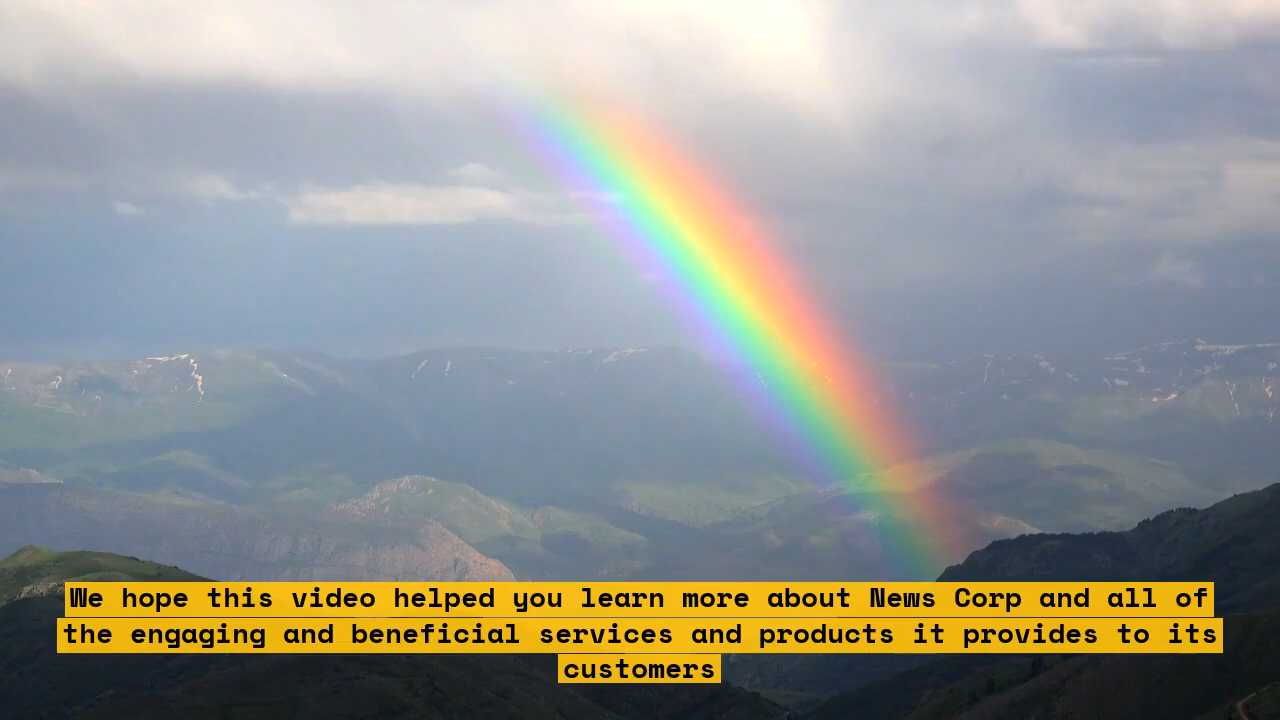 We hope this video helped you learn more about News Corp and all of
the engaging and beneficial services and products it provides to its
customers